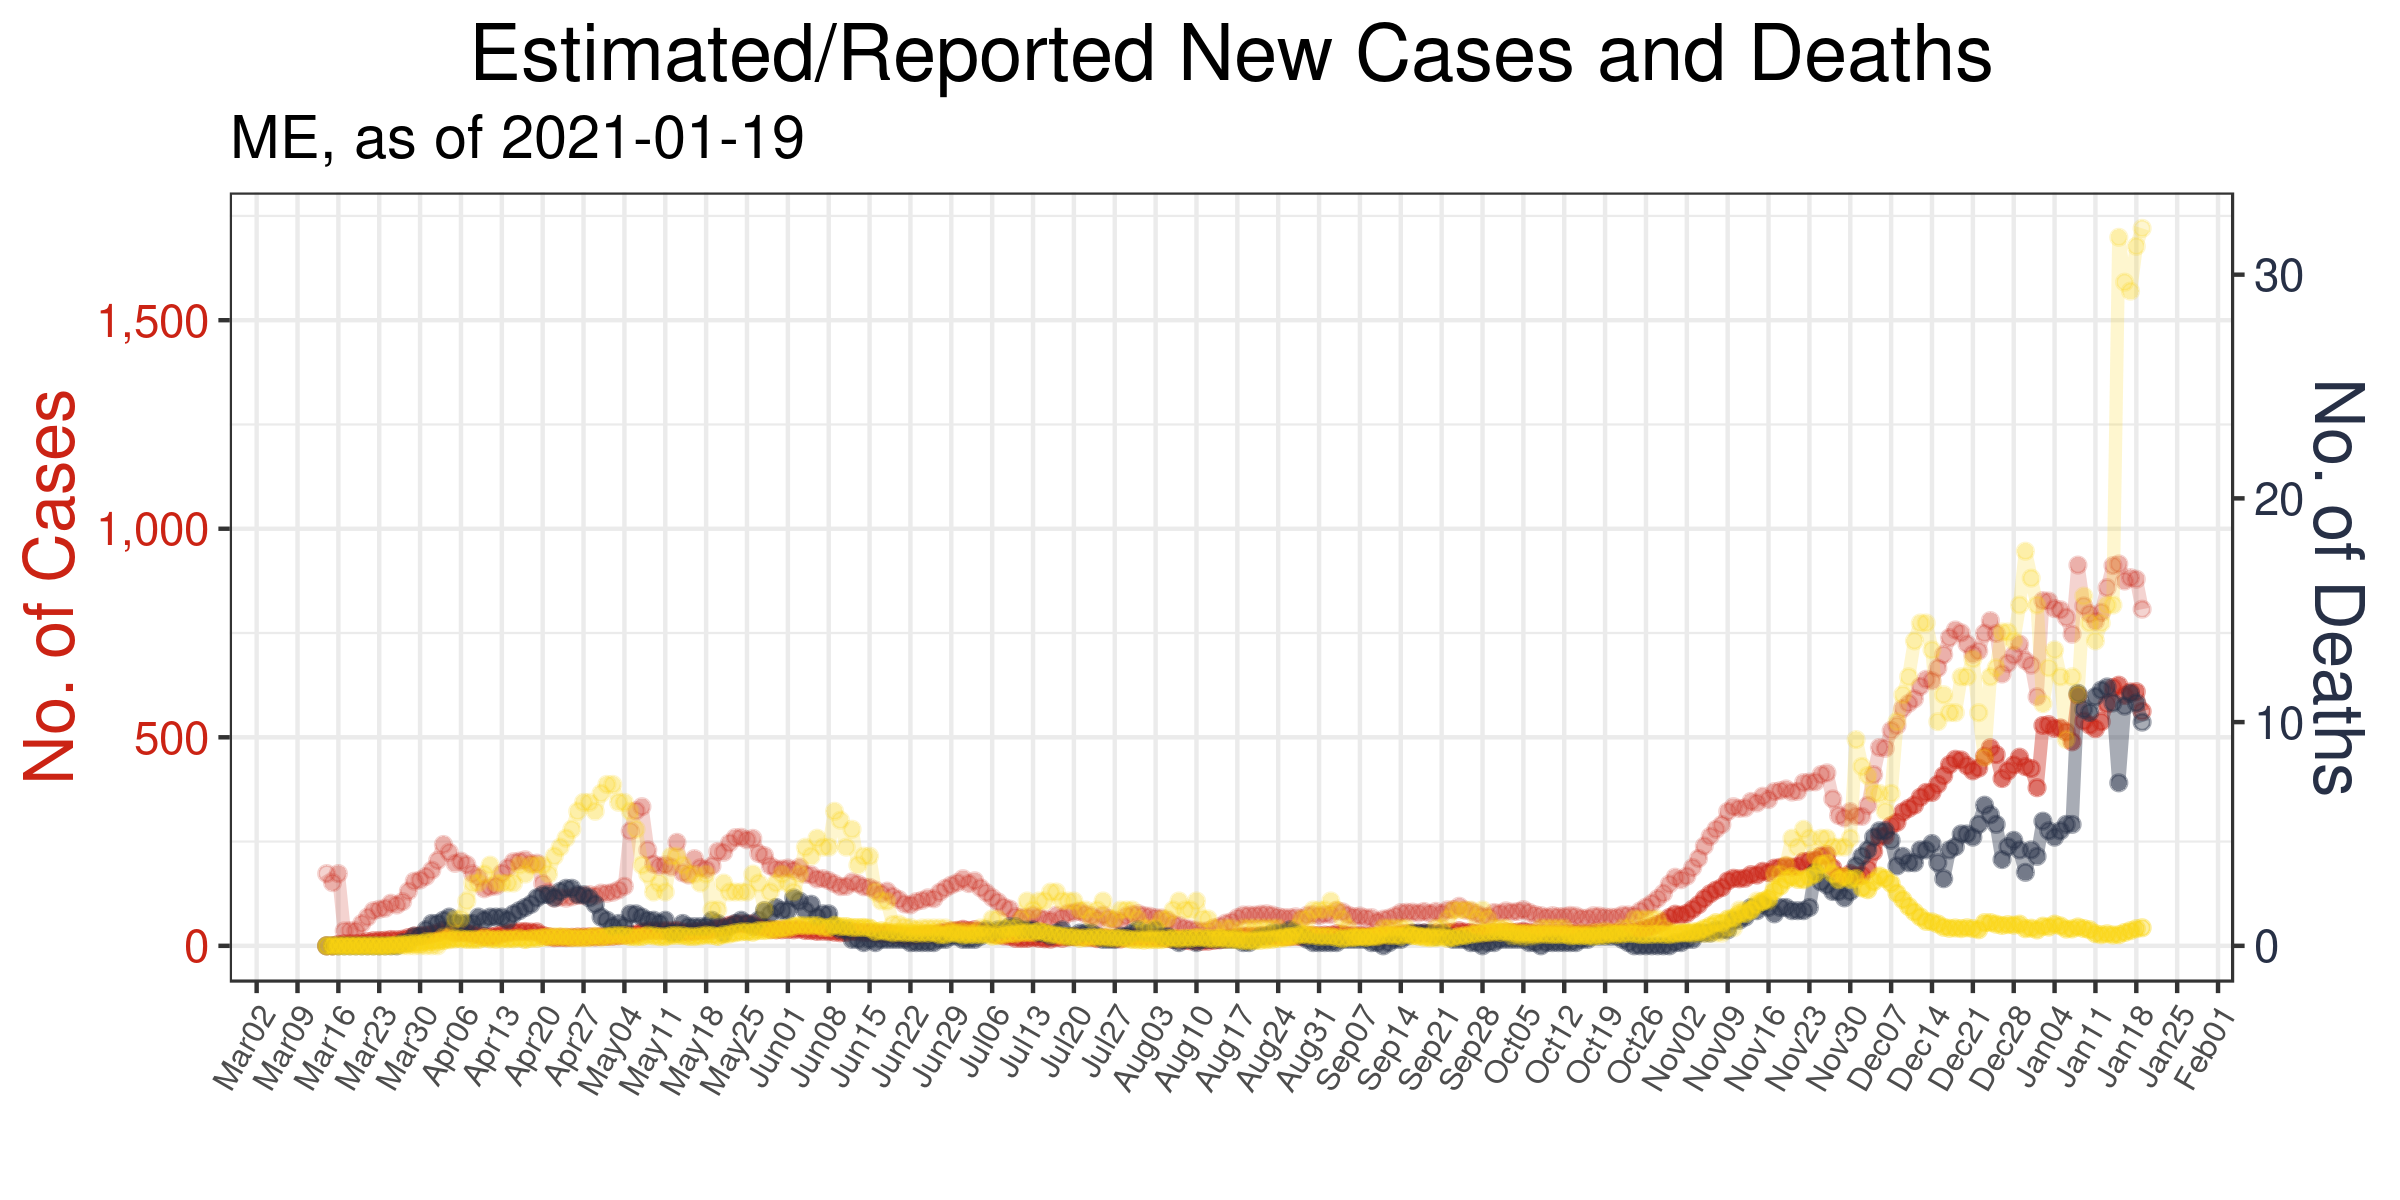 Estimated/Reported New Cases and Deaths
ME, as of 2021-01-19
No. of Cases
1,500
1,000
500
0
30
20
10
0
No. of Deaths
Mar02 Mar09 Mar16 Mar23 Mar30 Apr06 Apr13 Apr20 Apr27 May04 May11 May18 May25 Jun01 Jun08 Jun15 Jun22 Jun29 Jul06 Jul13 Jul20 Jul27 Aug03 Aug10 Aug17 Aug24 Aug31 Sep07 Sep14 Sep21 Sep28 Oct05 Oct12 Oct19 Oct26 Nov02 Nov09 Nov16 Nov23 Nov30 Dec07 Dec14 Dec21 Dec28 Jan04 Jan11 Jan18 Jan25 Feb01